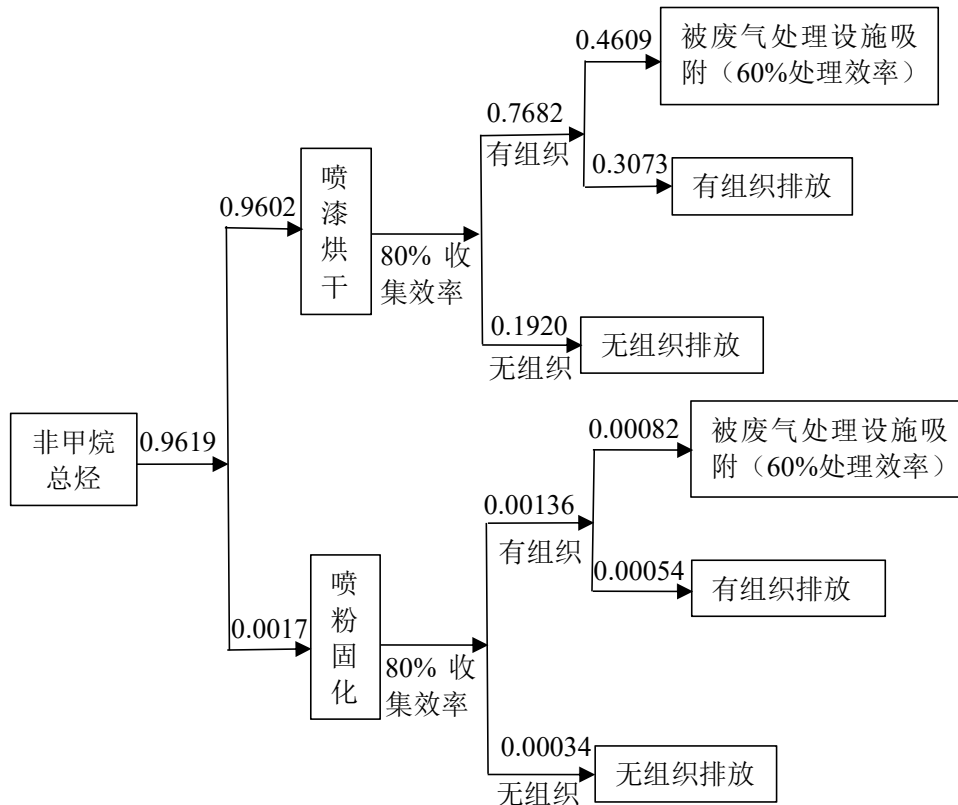 0.4609
被废气处理设施吸
附（60%处理效率）
0.7682
有组织
0.3073
有组织排放
喷
漆
烘
干
0.9602
80% 收
集效率
0.1920
无组织
无组织排放
非甲烷
总烃
0.9619
0.00082
被废气处理设施吸
附（60%处理效率）
0.00136
有组织
0.00054
有组织排放
喷
粉
固
化
0.0017
80% 收
集效率
0.00034
无组织
无组织排放